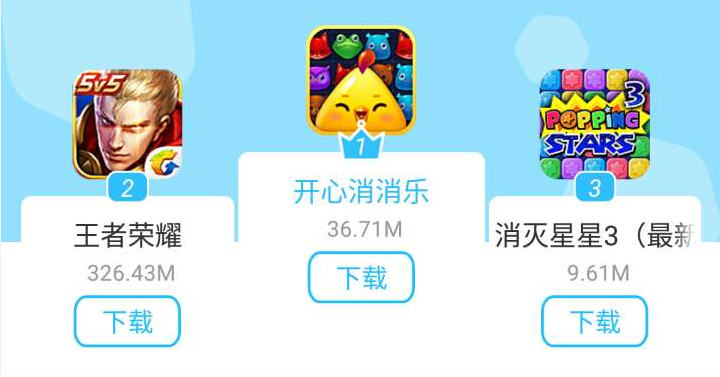 5v5
2
王者荣耀
326.43M
下载
1
开心消消乐
36.71M
下载
3
POPPING
STARS
3
消灭星星3（最新
9.61M
下载